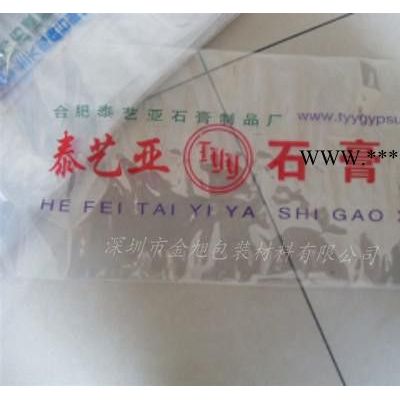 合肥泰艺亚石膏制品厂 www.tyygypsu
泰艺亚 TYY 石膏
www.***
HE FEI TAI YI YA SHI GAO
深圳市金旭包装材料有限公司